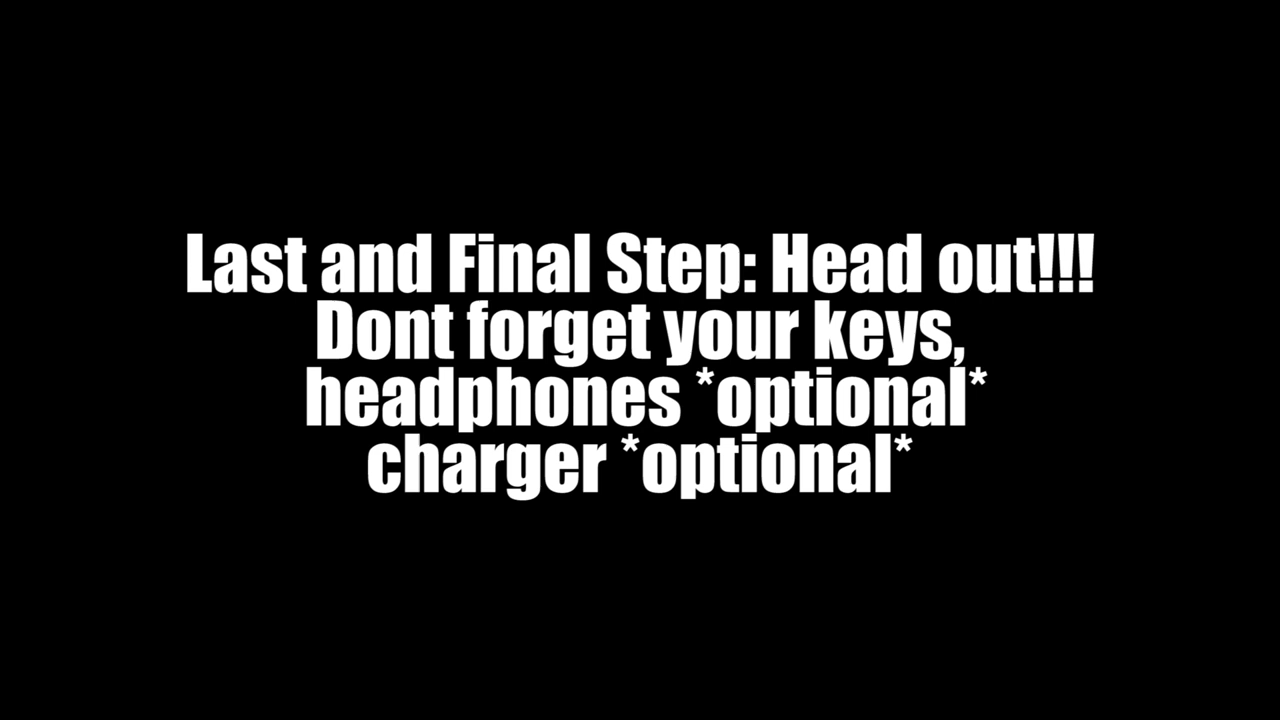 Last and Final Step: Head out!!!
Dont forget your keys,
headphones *optional*
charger *optional*